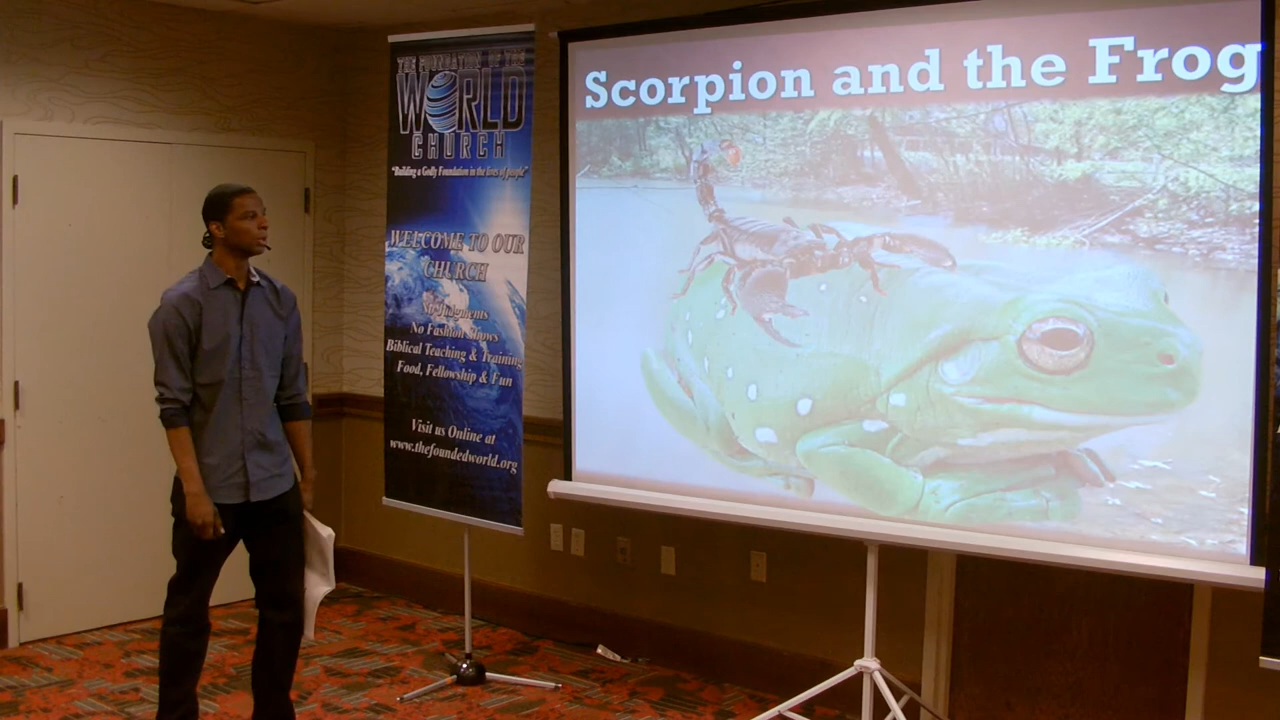 THE FOUNDATION OF THE
WORLD
CHURCH
"Building a Godly Foundation in the lives of people"
WELCOME TO OUR
CHURCH
No Judgments
No Fashion Shows
Biblical Teaching & Training
Food, Fellowship & Fun
Visit us Online at
www.thefoundedworld.org
Scorpion and the Frog